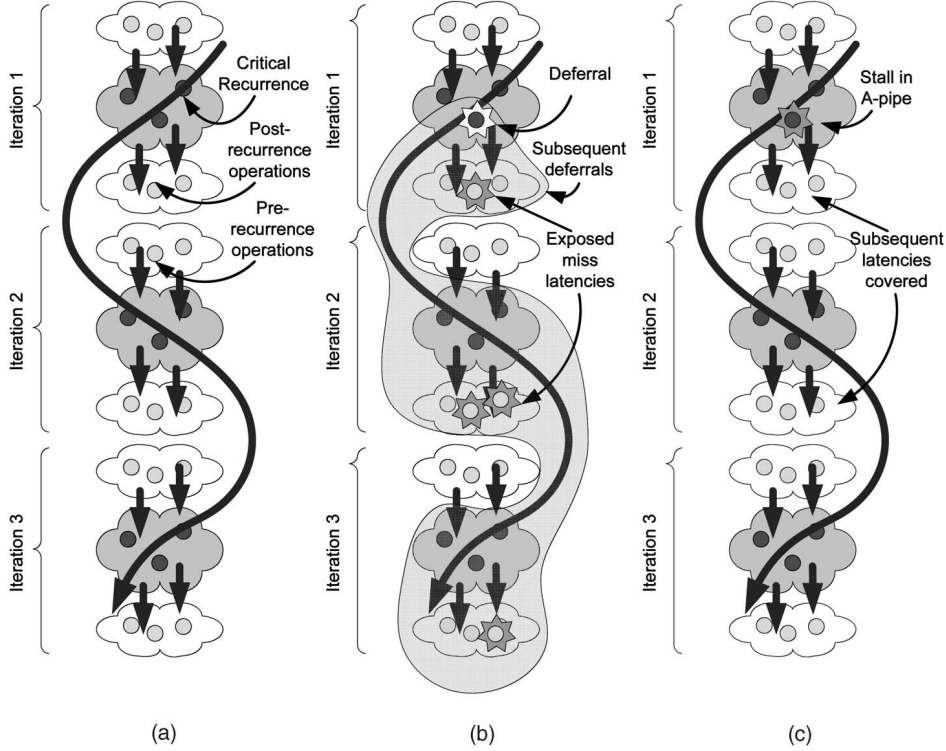 Iteration 1
Critical
Recurrence
Post-
recurrence
operations
Pre-
recurrence
operations
Iteration 2
Iteration 3
(a)
Iteration 1
Deferral
Subsequent
deferrals
Exposed
miss
latencies
Iteration 2
Iteration 3
(b)
Iteration 1
Stall in
A-pipe
Subsequent
latencies
covered
Iteration 2
Iteration 3
(c)